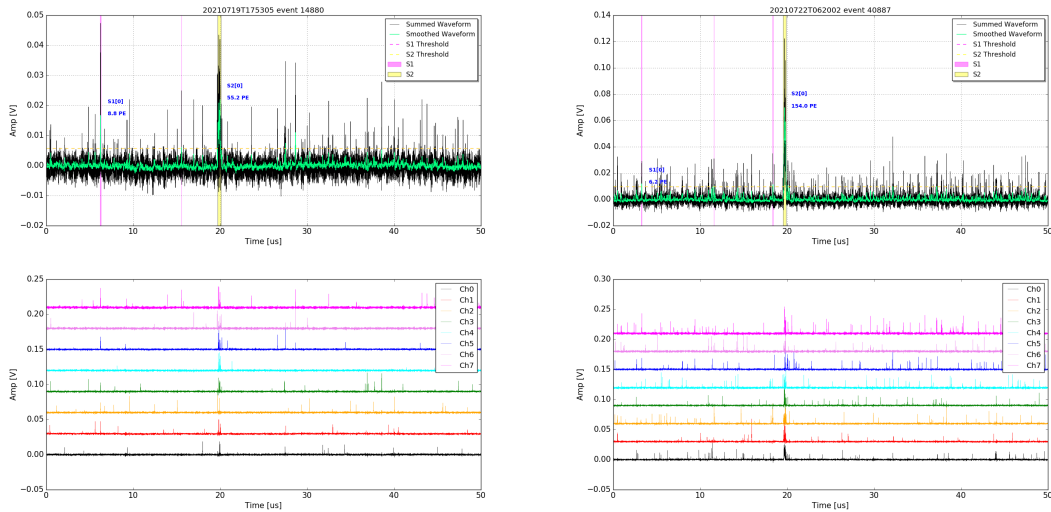 20210719T175305 event 14880
Amp [V]
0.05
0.04
0.03
0.02
0.01
0.00
−0.01
−0.02
Summed Waveform
Smoothed Waveform
S1 Threshold
S2 Threshold
S1
S2
S1[0]
8.8 PE
S2[0]
55.2 PE
0
10
20
30
40
50
Time [us]
20210722T062002 event 40887
Amp [V]
0.14
0.12
0.10
0.08
0.06
0.04
0.02
0.00
−0.02
Summed Waveform
Smoothed Waveform
S1 Threshold
S2 Threshold
S1
S2
S2[0]
154.0 PE
S1[0]
6.2 PE
0
10
20
30
40
50
Time [us]
Amp [V]
0.25
0.20
0.15
0.10
0.05
0.00
−0.05
Ch0
Ch1
Ch2
Ch3
Ch4
Ch5
Ch6
Ch7
0
10
20
30
40
50
Time [us]
Amp [V]
0.30
0.25
0.20
0.15
0.10
0.05
0.00
−0.05
Ch0
Ch1
Ch2
Ch3
Ch4
Ch5
Ch6
Ch7
0
10
20
30
40
50
Time [us]